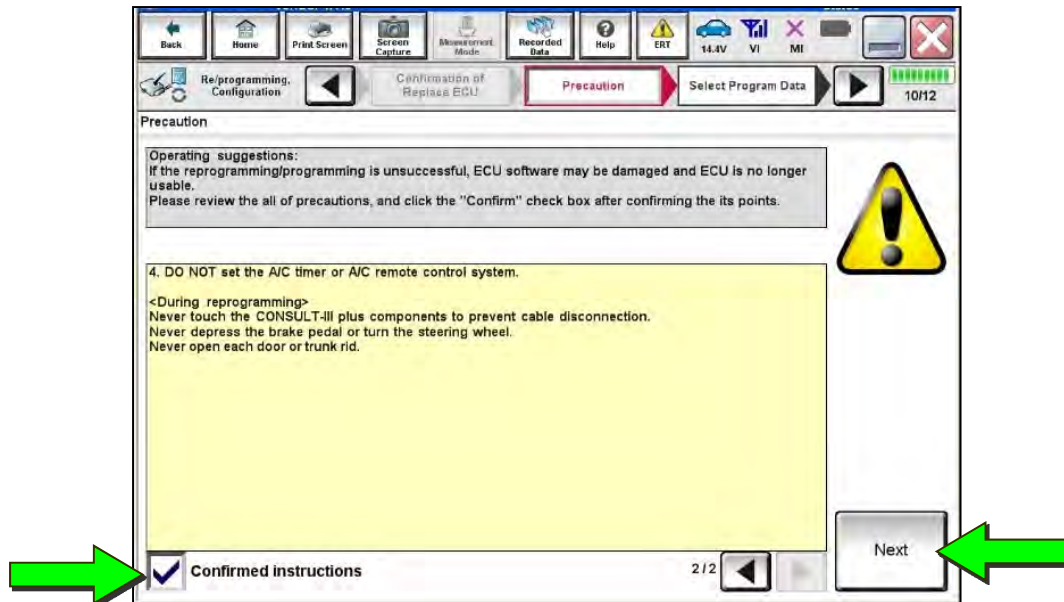 Back
Home
Print Screen
Screen Capture
Measurement Mode
Recorded Data
Help
ERT
14.4V
VI
MI
Re/programming, Configuration
Confirmation of Replace ECU
Precaution
Select Program Data
10/12
Precaution
Operating suggestions:
If the reprogramming/programming is unsuccessful, ECU software may be damaged and ECU is no longer
usable.
Please review the all of precautions, and click the "Confirm" check box after confirming the its points.
4. DO NOT set the A/C timer or A/C remote control system.
<During reprogramming>
Never touch the CONSULT-III plus components to prevent cable disconnection.
Never depress the brake pedal or turn the steering wheel.
Never open each door or trunk rid.
Next
Confirmed instructions
2/2